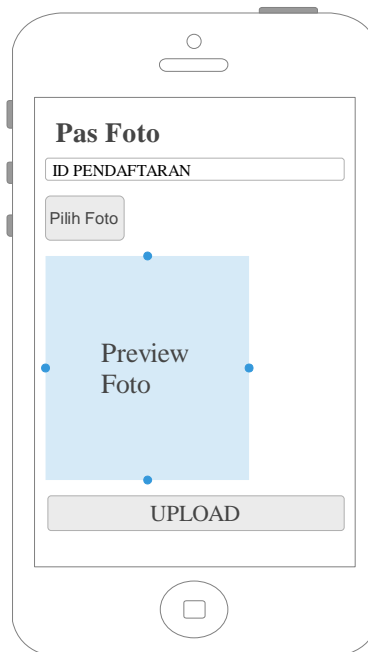 Pas Foto
ID PENDAFTARAN
Pilih Foto
Preview
Foto
UPLOAD